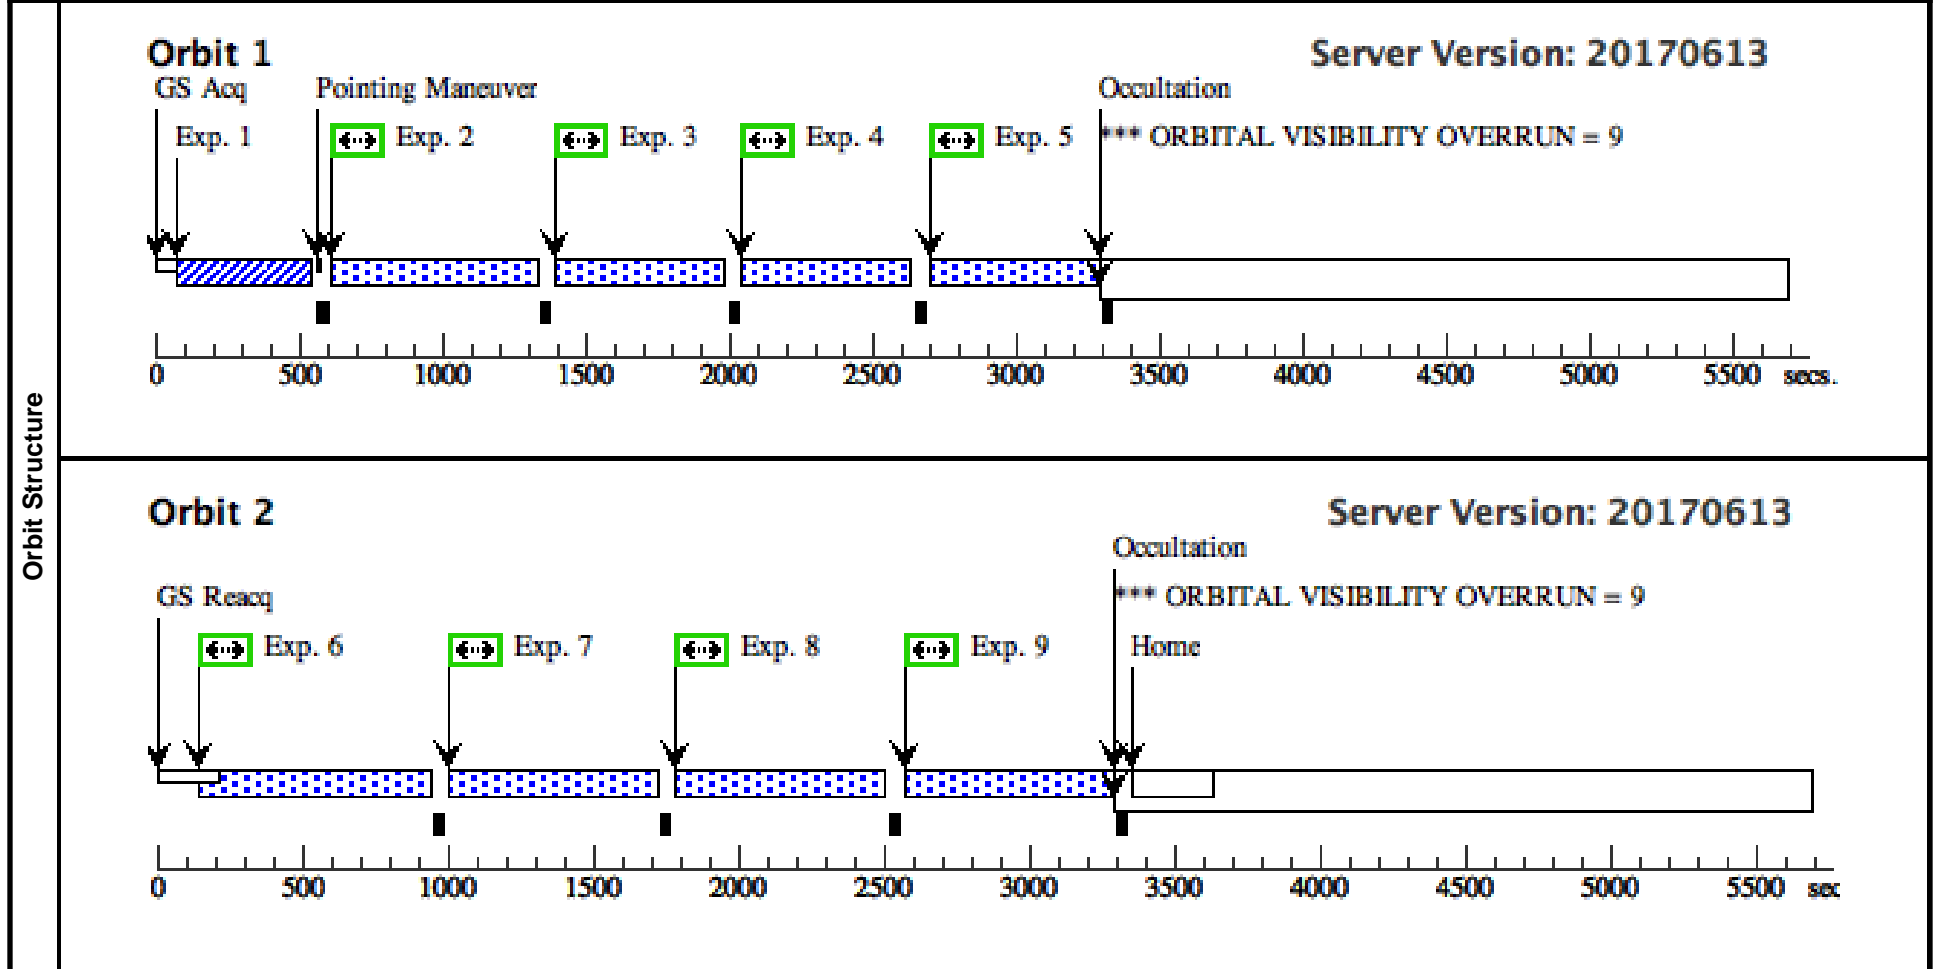 Orbit Structure
Orbit 1
Server Version: 20170613
GS Acq
Pointing Maneuver
Occultation
Exp. 1
Exp. 2
Exp. 3
Exp. 4
Exp. 5
*** ORBITAL VISIBILITY OVERRUN = 9
0 500 1000 1500 2000 2500 3000 3500 4000 4500 5000 5500 secs.
Orbit 2
Server Version: 20170613
Occultation
GS Reacq
*** ORBITAL VISIBILITY OVERRUN = 9
Exp. 6
Exp. 7
Exp. 8
Exp. 9
Home
0 500 1000 1500 2000 2500 3000 3500 4000 4500 5000 5500 sec